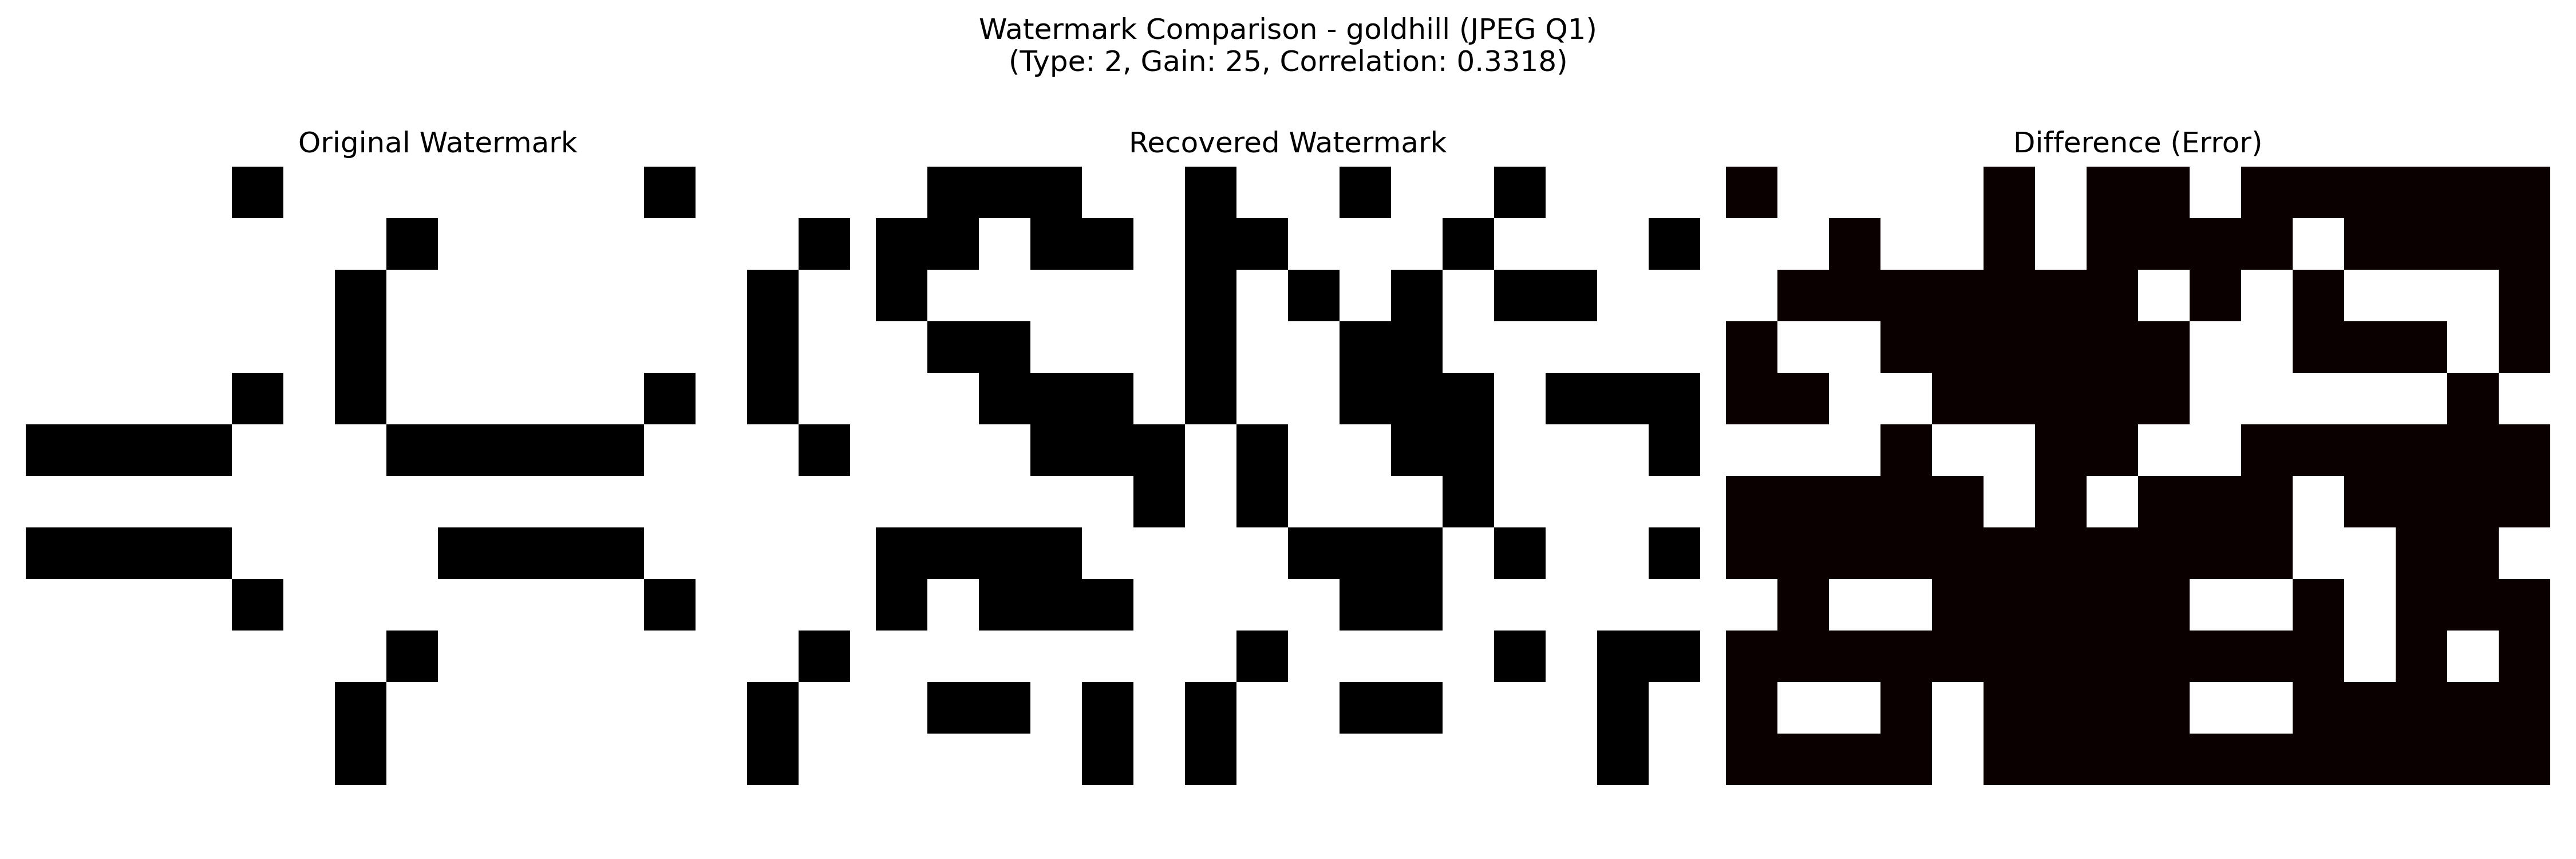 Watermark Comparison - goldhill (JPEG Q1)
(Type: 2, Gain: 25, Correlation: 0.3318)
Original Watermark
Recovered Watermark
Difference (Error)